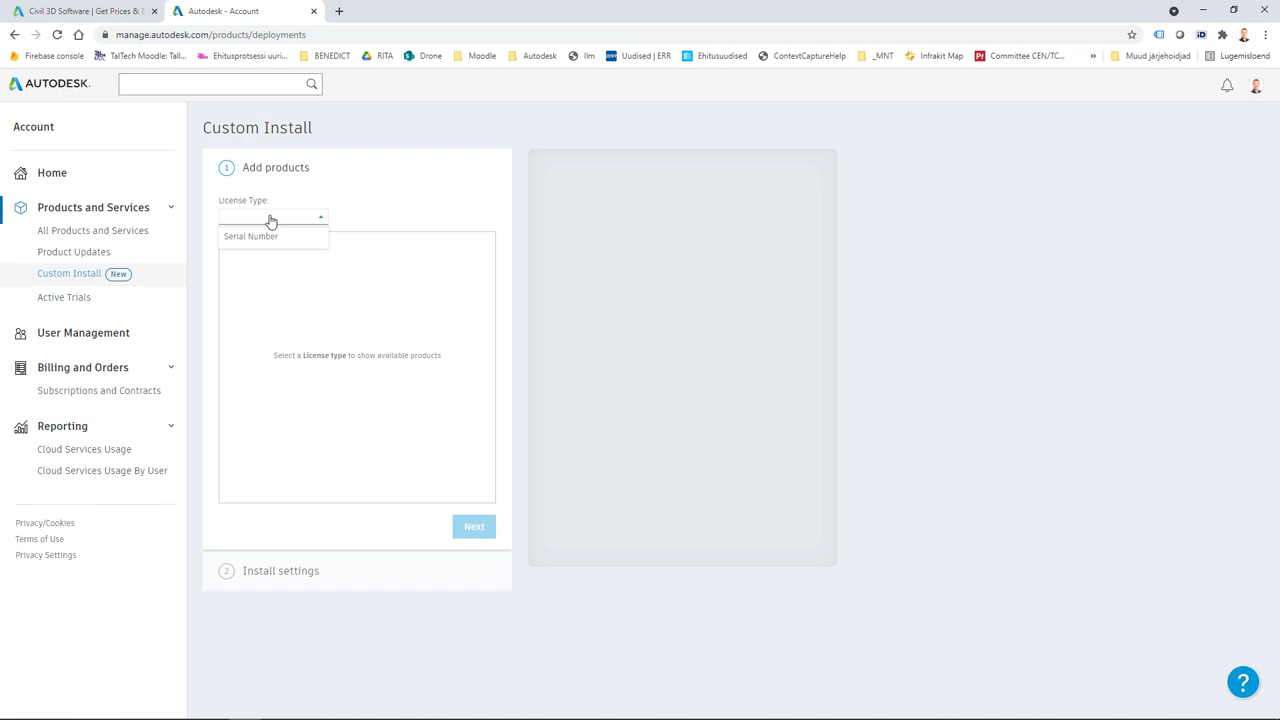 Civil 3D Software | Get Prices & B
Autodesk - Account
manage.autodesk.com/products/deployments
Firebase console
TalTech Moodle: Tall...
Ehitusprotsessi uuri...
BENEDICT
RITA
Drone
Moodle
Autodesk
Ilm
Uudised | ERR
Ehitusuudised
ContextCaptureHelp
_MNT
Infrakit Map
Committee CEN/TC...
»
Muud järjehoidjad
Lugemisloend
AUTODESK.
Account
Home
Products and Services
All Products and Services
Product Updates
Custom Install New
Active Trials
User Management
Billing and Orders
Subscriptions and Contracts
Reporting
Cloud Services Usage
Cloud Services Usage By User
Privacy/Cookies
Terms of Use
Privacy Settings
Custom Install
1 Add products
License Type:
Serial Number
Select a License type to show available products
Next
2 Install settings
?